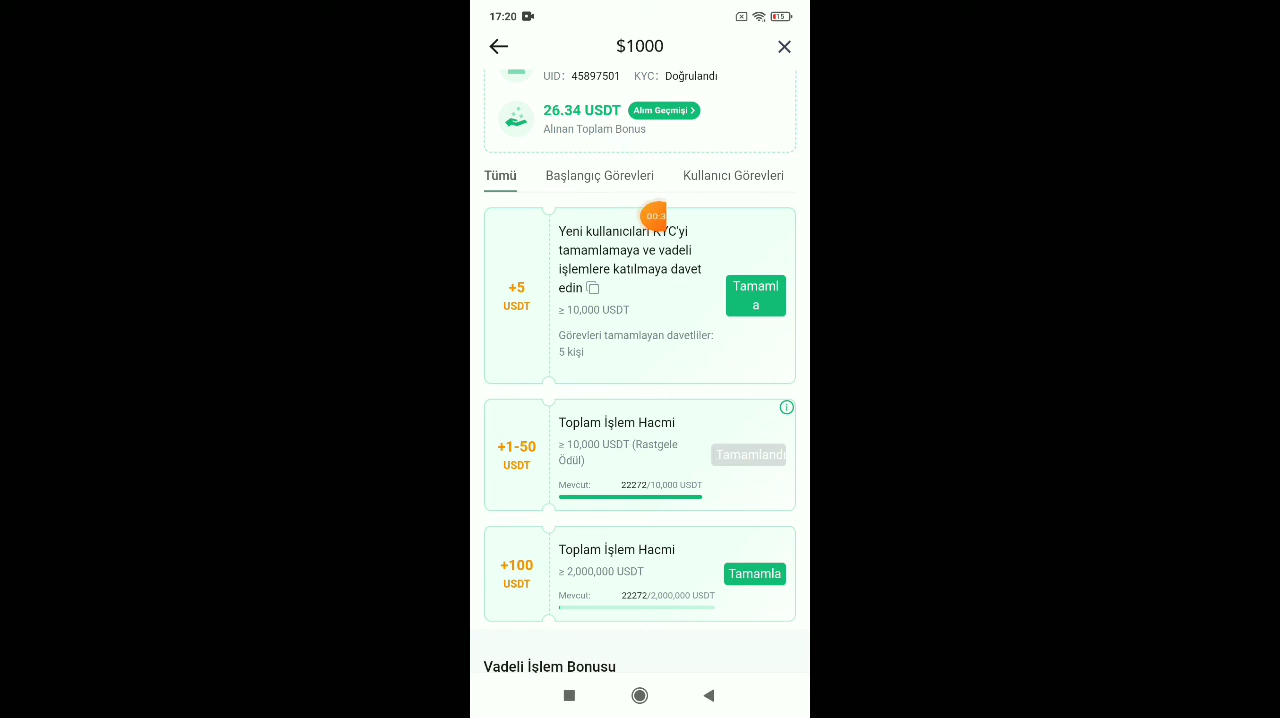 17:20
15
$1000
UID: 45897501 KYC: Doğrulandı
26.34 USDT Alım Geçmişi
Alınan Toplam Bonus
Tümü Başlangıç Görevleri Kullanıcı Görevleri
00:3
Yeni kullanıcıları KYC'yi
tamamlamaya ve vadeli
işlemlere katılmaya davet
edin
≥ 10,000 USDT
Görevleri tamamlayan davetliler:
5 kişi
+5
USDT
Tamaml
a
Toplam İşlem Hacmi
≥ 10,000 USDT (Rastgele
Ödül)
Mevcut: 22272/10,000 USDT
+1-50
USDT
Tamamlandı
Toplam İşlem Hacmi
≥ 2,000,000 USDT
Mevcut: 22272/2,000,000 USDT
+100
USDT
Tamamla
Vadeli İşlem Bonusu